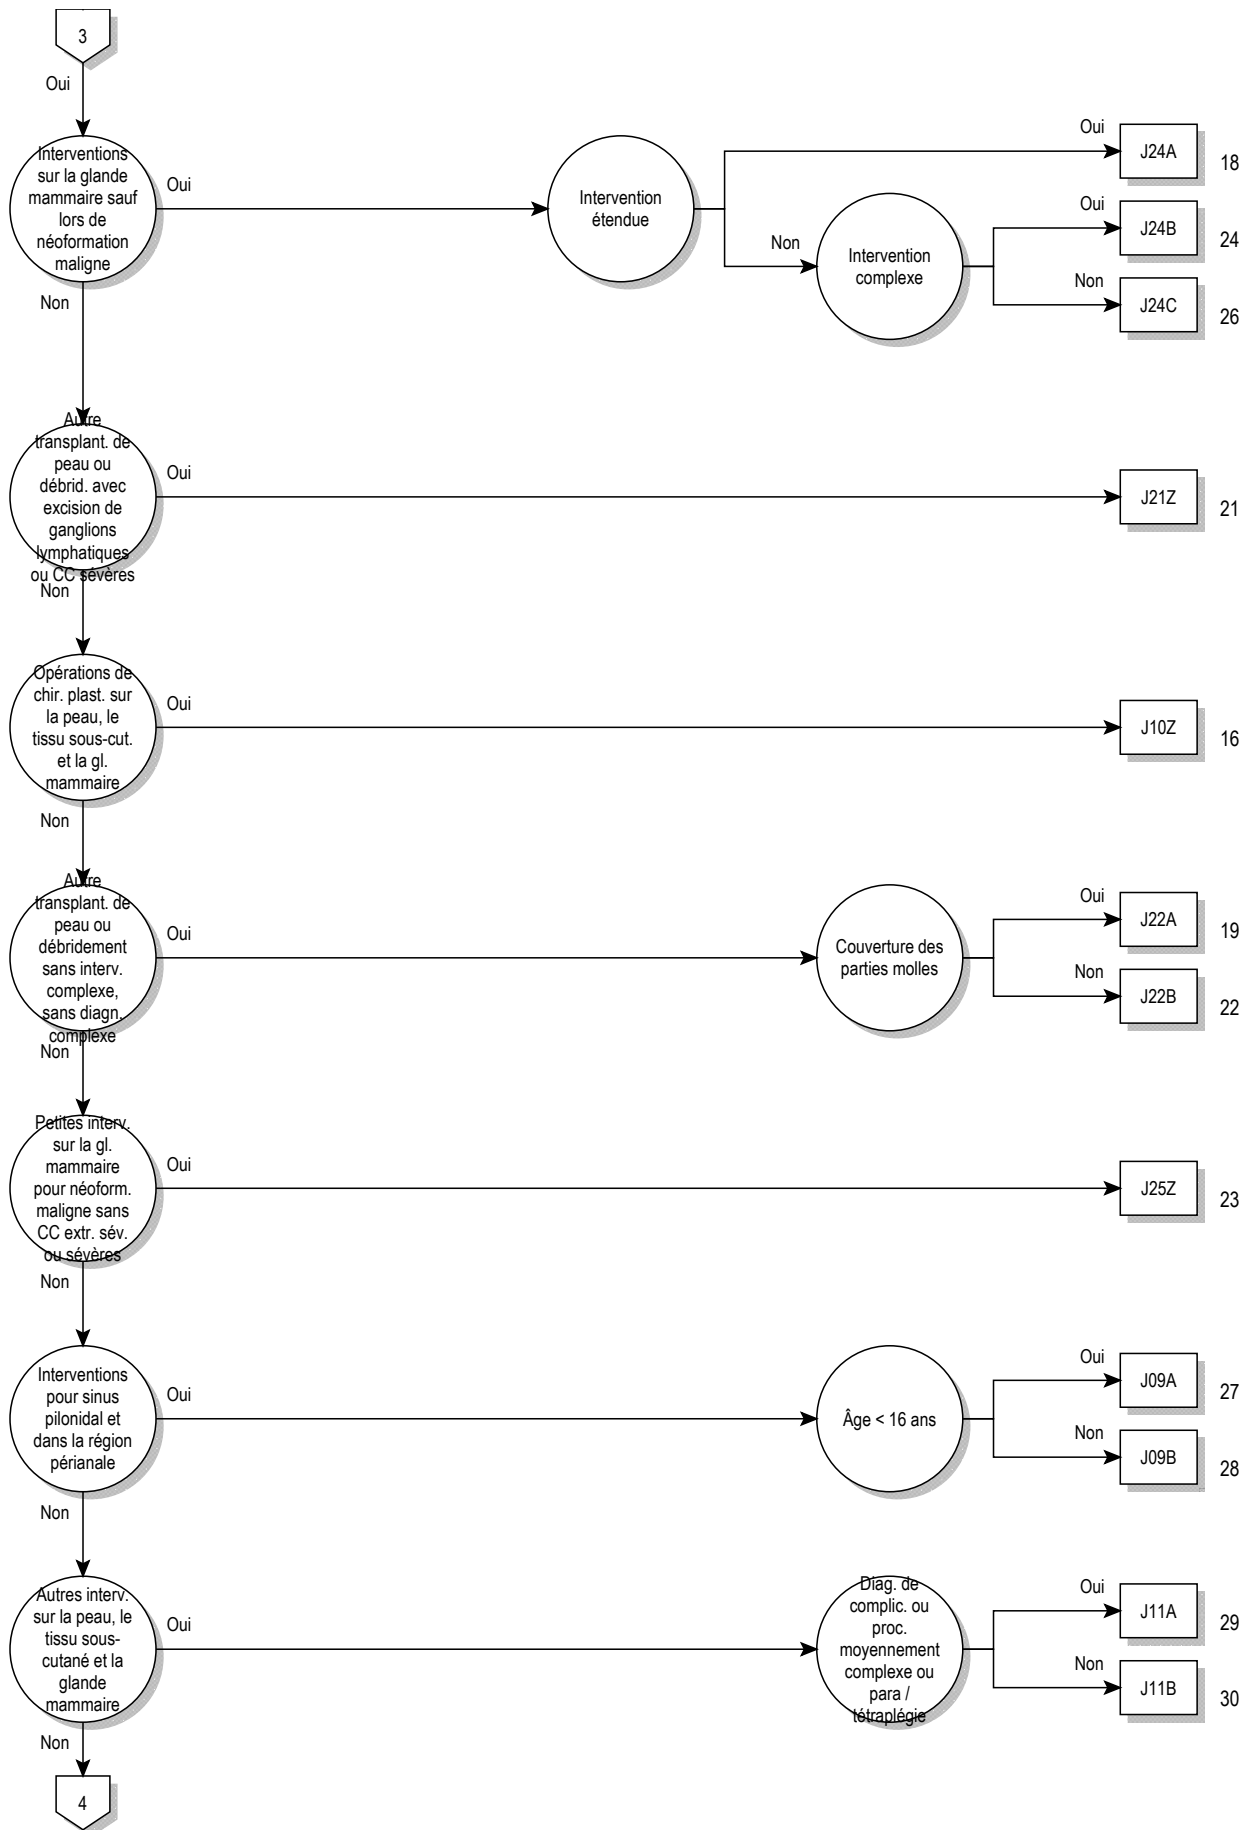 3
Oui
Interventions
sur la glande
mammaire sauf
lors de
néoformation
maligne
Oui
Intervention
étendue
Oui
J24A
18
Non
Intervention
complexe
Oui
J24B
24
Non
J24C
26
Non
Autre
transplant. de
peau ou
débrid. avec
excision de
ganglions
lymphatiques
ou CC sévères
Oui
J21Z
21
Non
Opérations de
chir. plast. sur
la peau, le
tissu sous-cut.
et la gl.
mammaire
Oui
J10Z
16
Non
Autre
transplant. de
peau ou
débridement
sans interv.
complexe,
sans diagn.
complexe
Oui
Couverture des
parties molles
Oui
J22A
19
Non
J22B
22
Non
Petites interv.
sur la gl.
mammaire
pour néoform.
maligne sans
CC extr. sév.
ou sévères
Oui
J25Z
23
Non
Interventions
pour sinus
pilonidal et
dans la région
périanale
Oui
Âge < 16 ans
Oui
J09A
27
Non
J09B
28
Non
Autres interv.
sur la peau, le
tissu sous-
cutané et la
glande
mammaire
Oui
Diag. de
complic. ou
proc.
moyennement
complexe ou
para /
tétraplégie
Oui
J11A
29
Non
J11B
30
Non
4